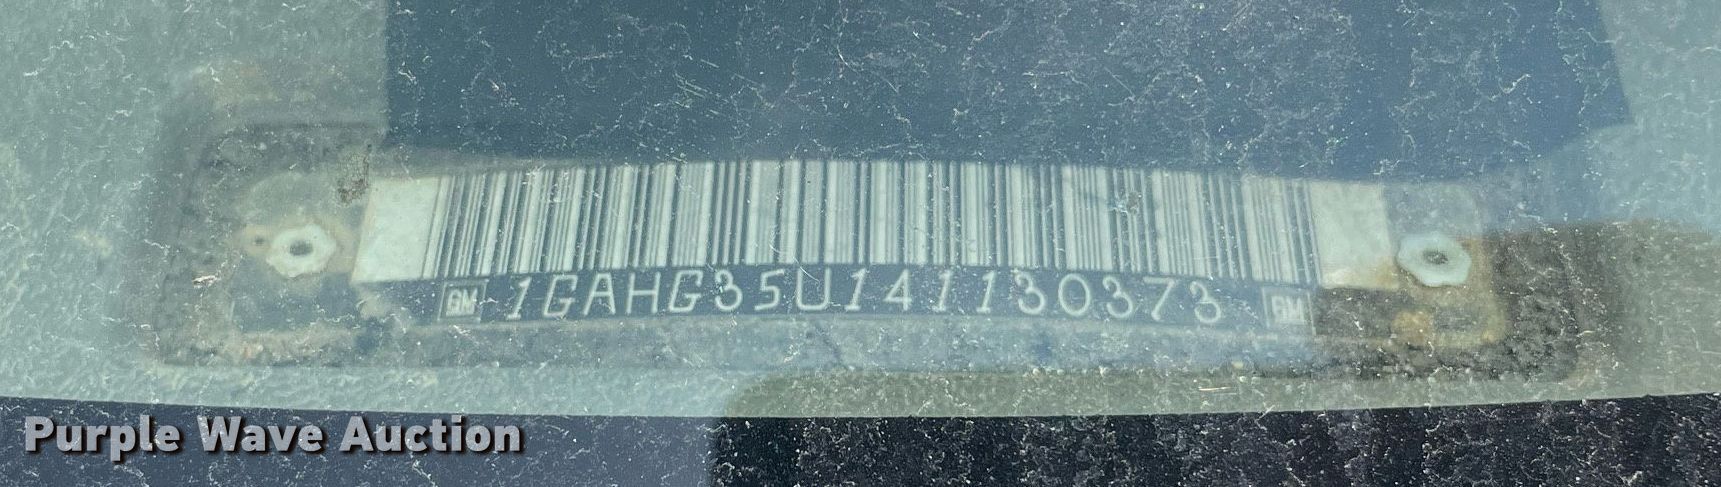 GM 1GAHG35U141130373 GM
Purple Wave Auction